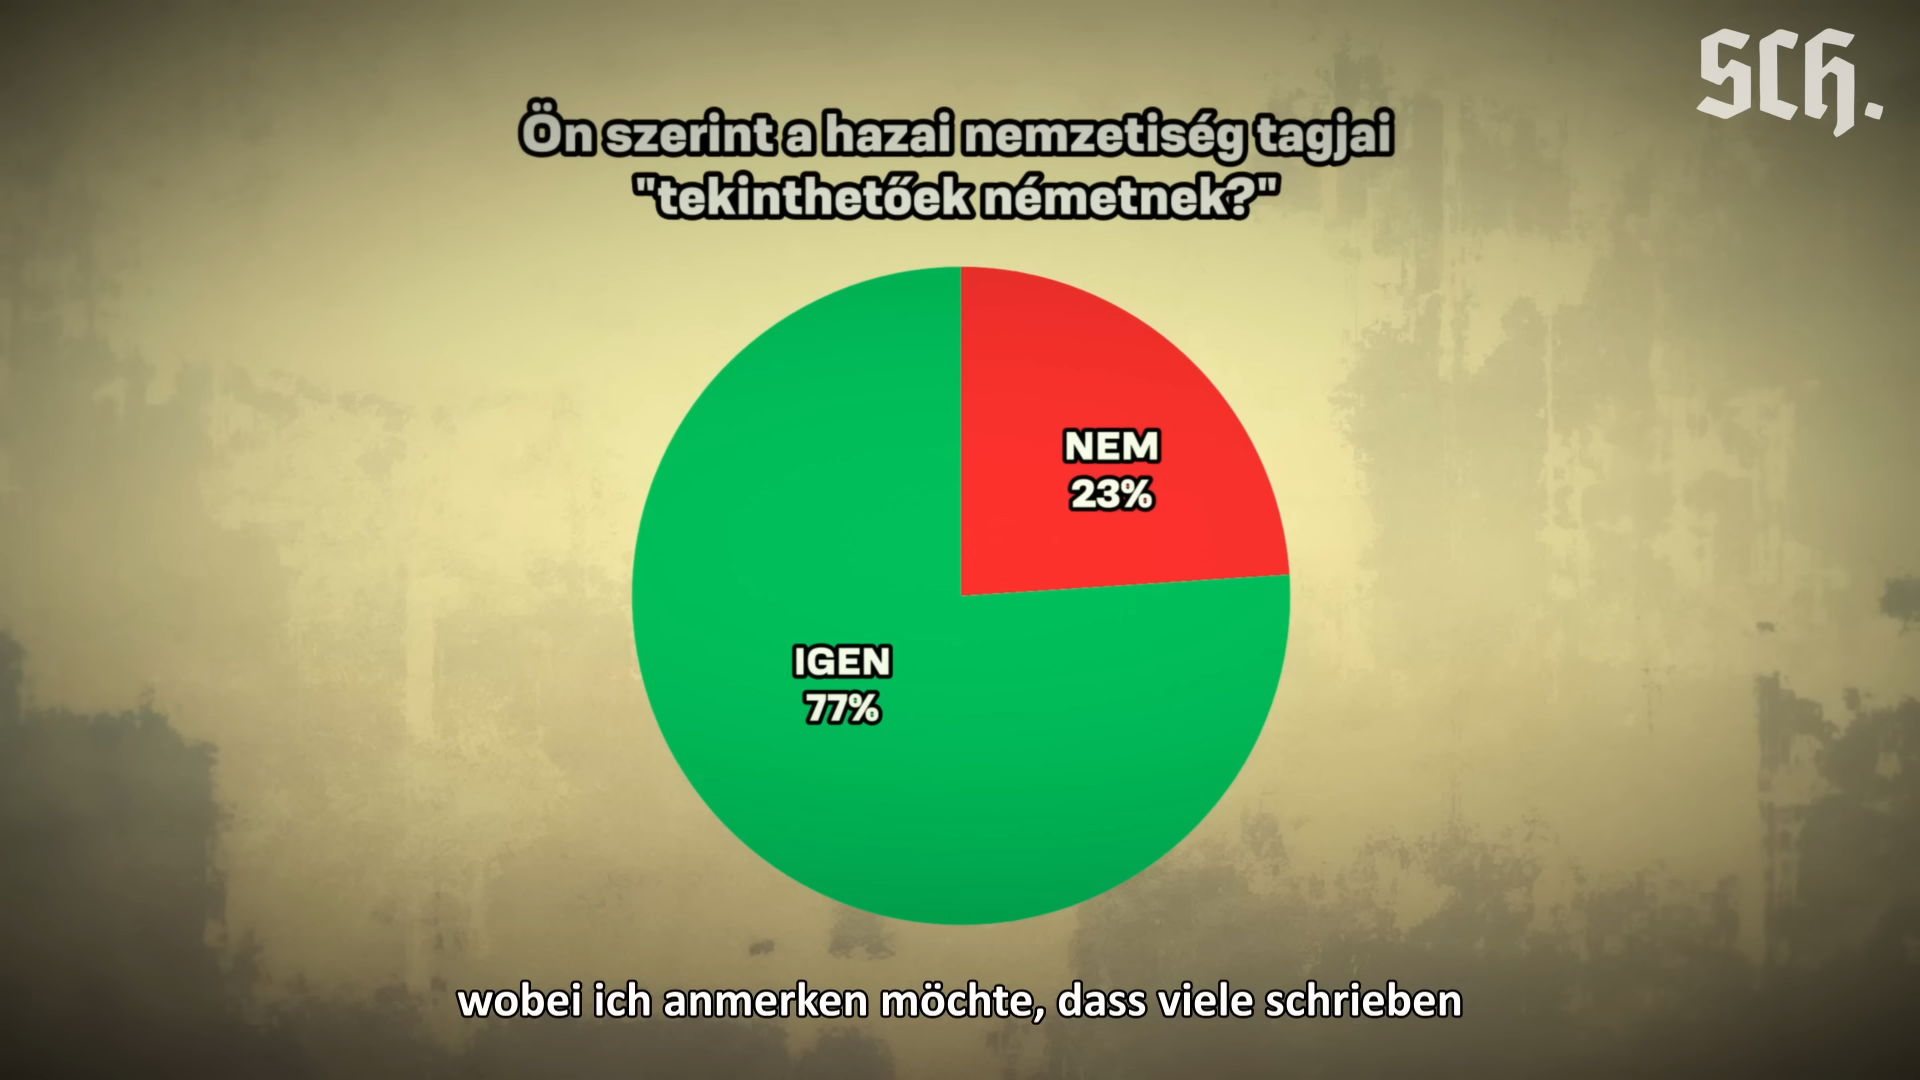 sch.
Ön szerint a hazai nemzetiség tagjai
"tekinthetőek németnek?"
NEM
23%
IGEN
77%
wobei ich anmerken möchte, dass viele schrieben